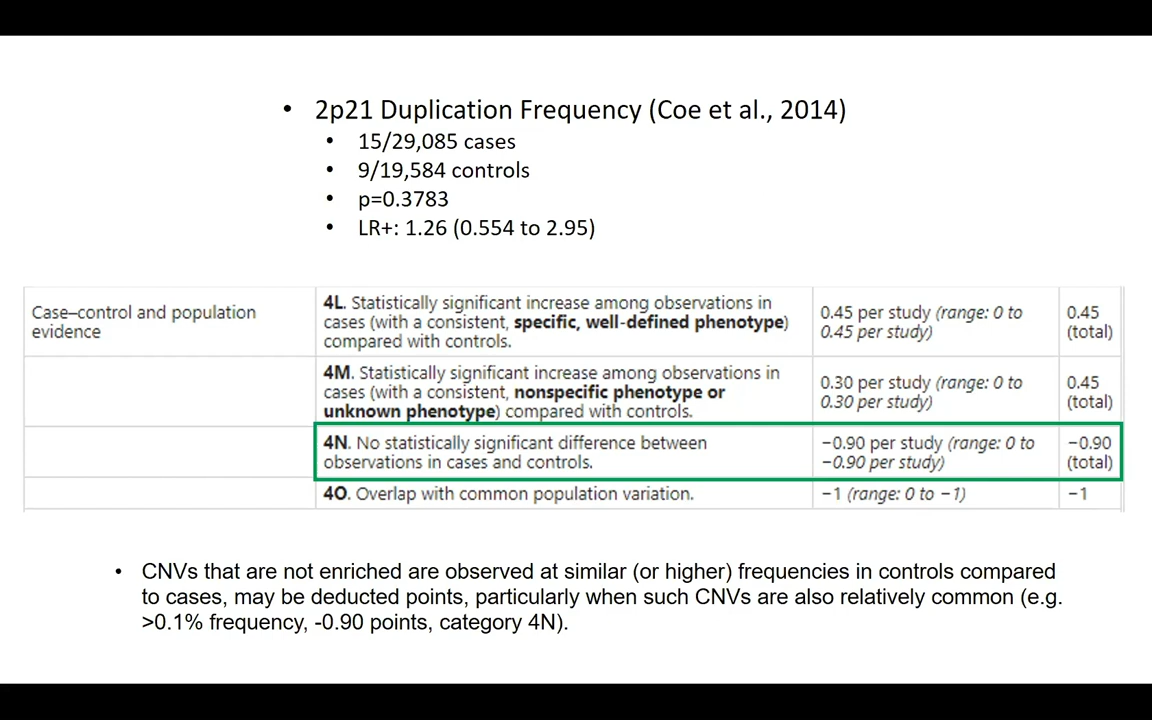 • 2p21 Duplication Frequency (Coe et al., 2014)
• 15/29,085 cases
• 9/19,584 controls
• p=0.3783
• LR+: 1.26 (0.554 to 2.95)
Case–control and population
evidence
4L. Statistically significant increase among observations in
cases (with a consistent, specific, well-defined phenotype)
compared with controls.
0.45 per study (range: 0 to
0.45 per study)
0.45
(total)
4M. Statistically significant increase among observations in
cases (with a consistent, nonspecific phenotype or
unknown phenotype) compared with controls.
0.30 per study (range: 0 to
0.30 per study)
0.45
(total)
4N. No statistically significant difference between
observations in cases and controls.
−0.90 per study (range: 0 to
−0.90 per study)
−0.90
(total)
4O. Overlap with common population variation.
−1 (range: 0 to −1)
−1
• CNVs that are not enriched are observed at similar (or higher) frequencies in controls compared
to cases, may be deducted points, particularly when such CNVs are also relatively common (e.g.
>0.1% frequency, -0.90 points, category 4N).